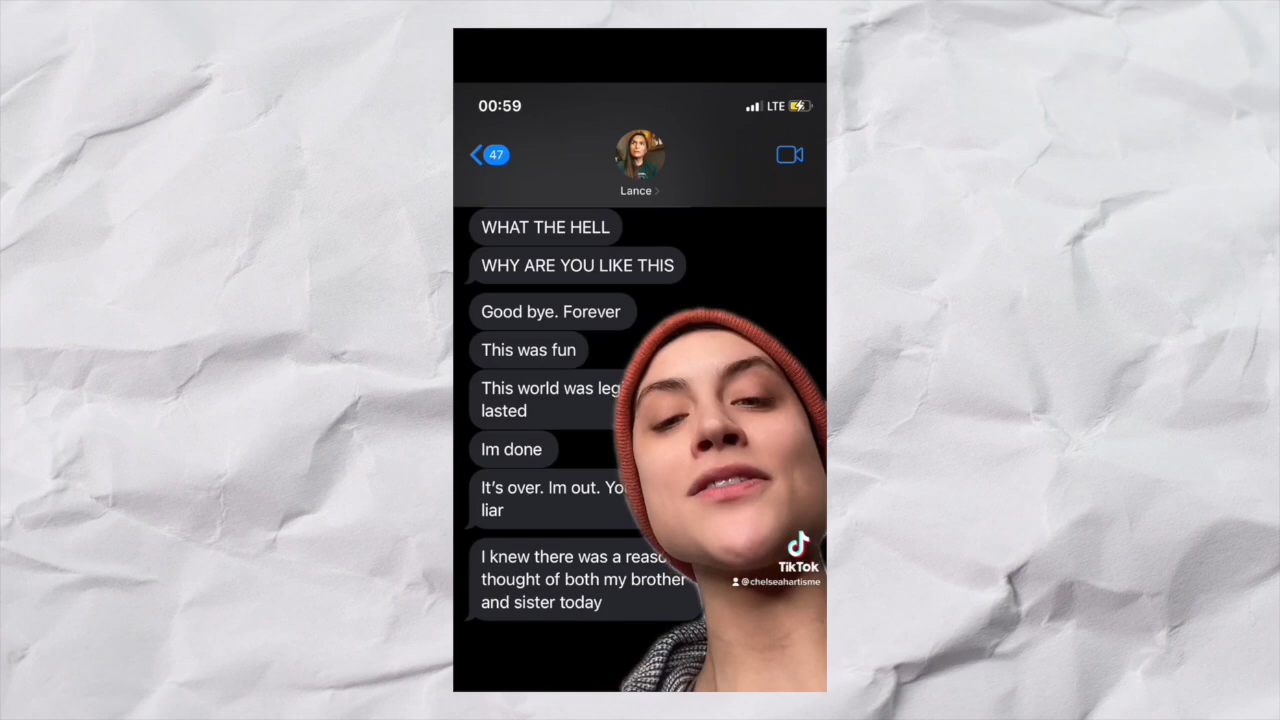 00:59
LTE
47
Lance
WHAT THE HELL
WHY ARE YOU LIKE THIS
Good bye. Forever
This was fun
This world was leg
lasted
Im done
It's over. Im out. Yo
liar
I knew there was a reaso
thought of both my brother
and sister today
TikTok
@chelseahartisme